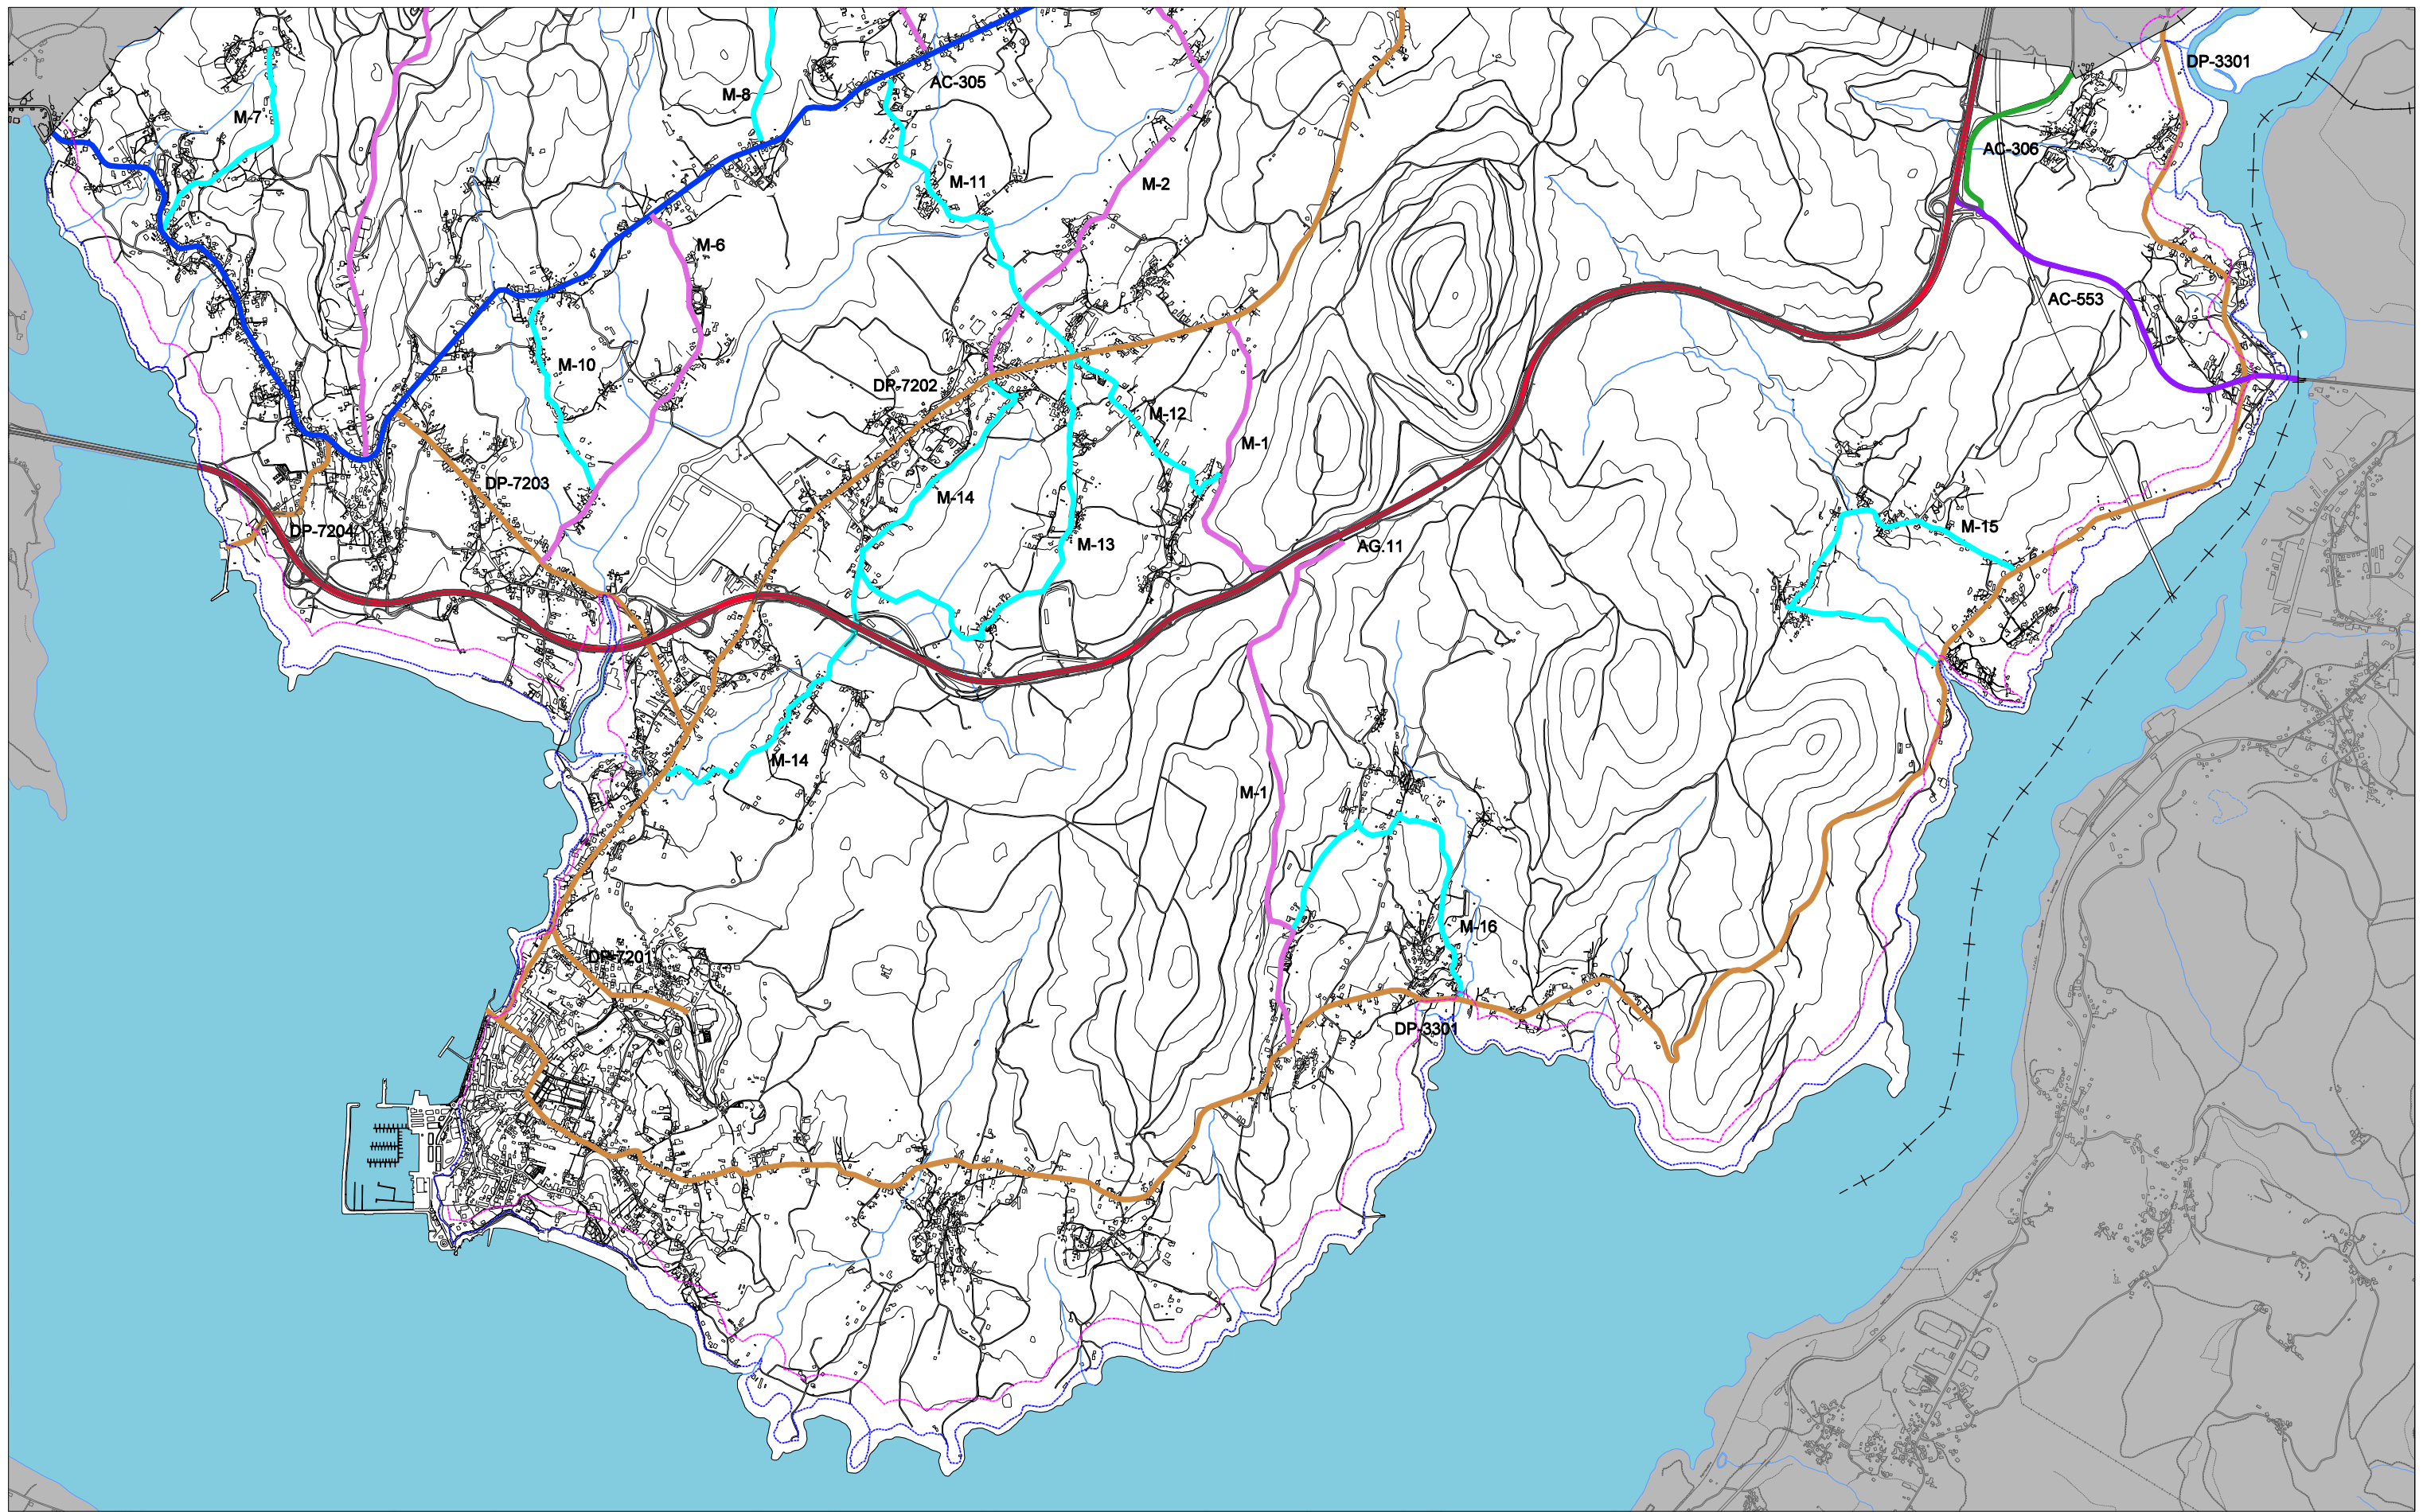 DP-3301
AC-305
M-8
M-7
AC-306
M-11
M-2
M-6
AC-553
M-10
DP-7202
M-12
M-1
DP-7203
M-14
M-15
DP-7204
M-13
AG.11
M-14
M-1
M-16
DP-7201
DP-3301